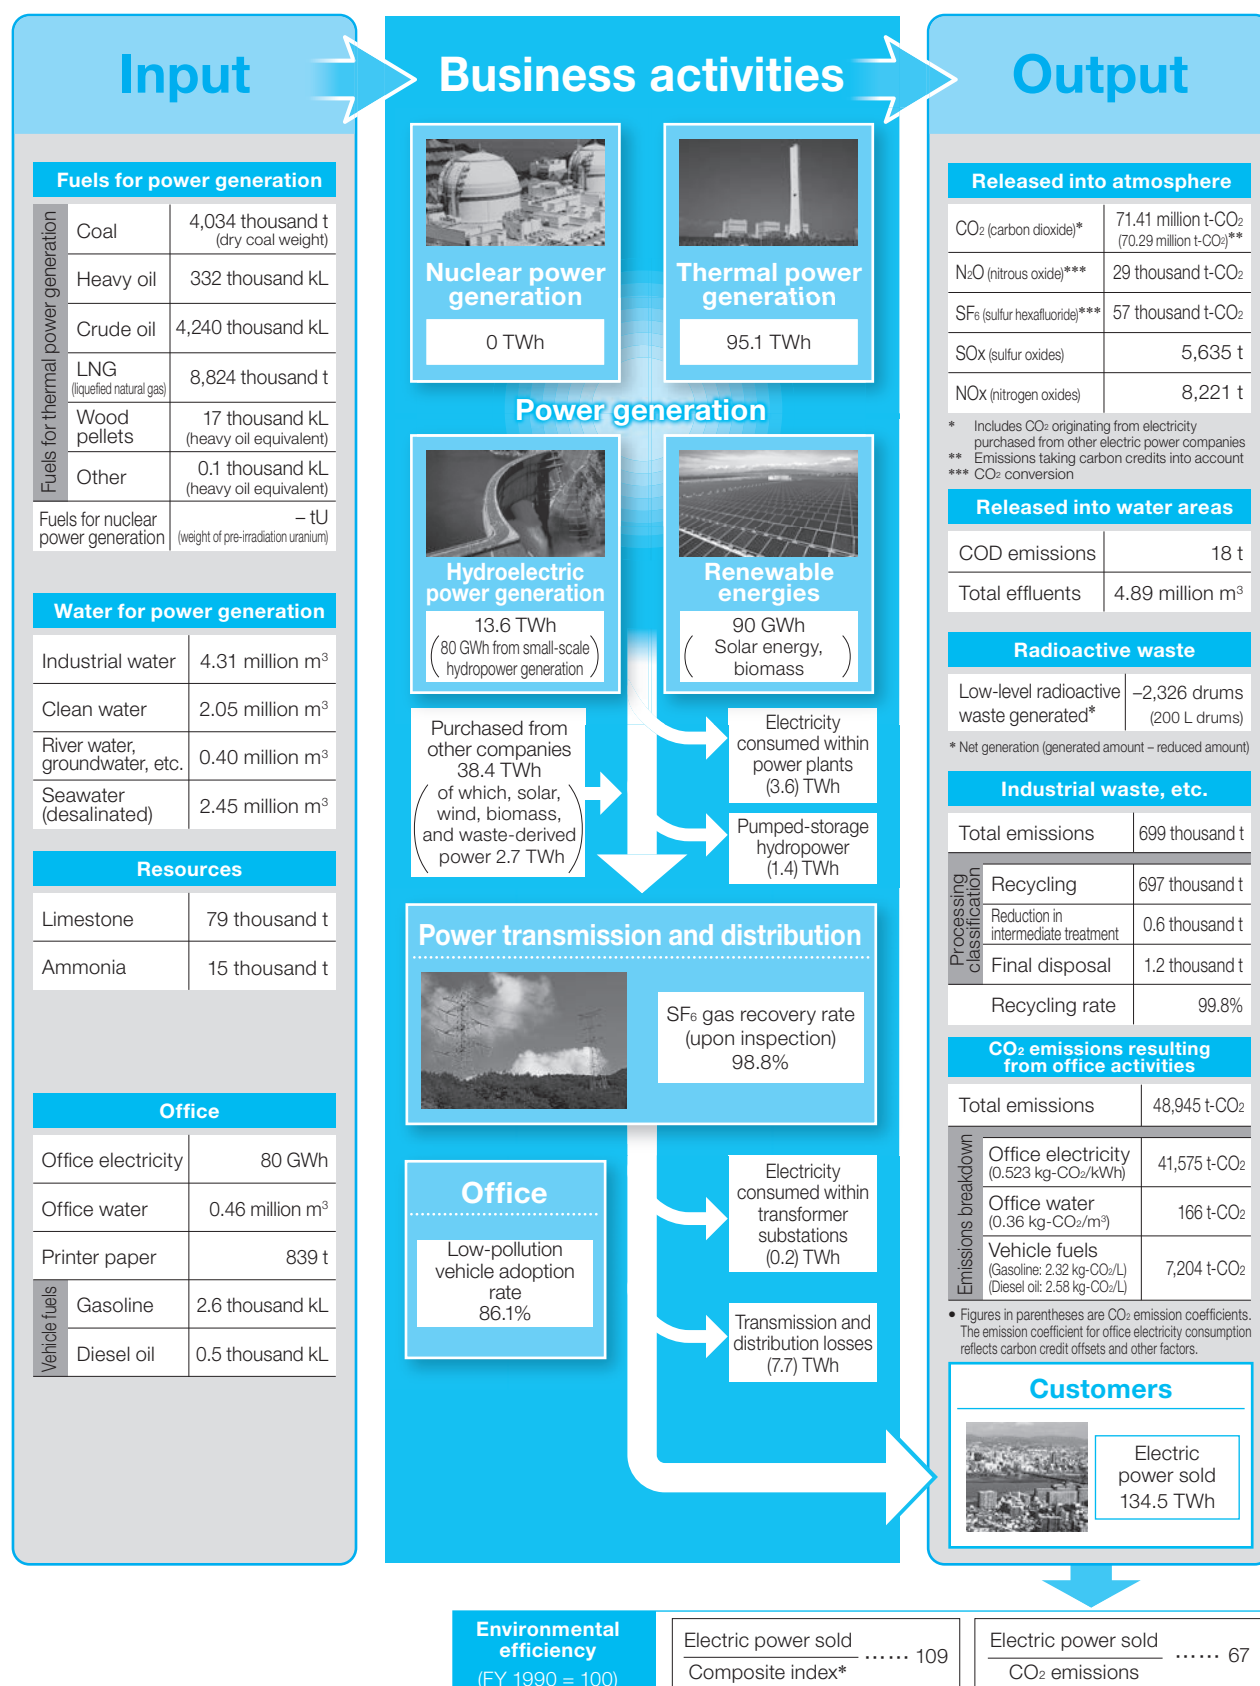 Input
Business activities
Output
Fuels for power generation
Fuels for thermal power generation
Coal
4,034 thousand t
(dry coal weight)
Heavy oil
332 thousand kL
Crude oil
4,240 thousand kL
LNG
(liquefied natural gas)
8,824 thousand t
Wood
pellets
17 thousand kL
(heavy oil equivalent)
Other
0.1 thousand kL
(heavy oil equivalent)
Fuels for nuclear
power generation
– tU
(weight of pre-irradiation uranium)
Water for power generation
Industrial water
4.31 million m³
Clean water
2.05 million m³
River water,
groundwater, etc.
0.40 million m³
Seawater
(desalinated)
2.45 million m³
Resources
Limestone
79 thousand t
Ammonia
15 thousand t
Office
Office electricity
80 GWh
Office water
0.46 million m³
Printer paper
839 t
Vehicle fuels
Gasoline
2.6 thousand kL
Diesel oil
0.5 thousand kL
Nuclear power
generation
0 TWh
Thermal power
generation
95.1 TWh
Power generation
Hydroelectric
power generation
13.6 TWh
(80 GWh from small-scale
hydropower generation)
Renewable
energies
90 GWh
(Solar energy,
biomass)
Purchased from
other companies
38.4 TWh
(of which, solar,
wind, biomass,
and waste-derived
power 2.7 TWh)
Electricity
consumed within
power plants
(3.6) TWh
Pumped-storage
hydropower
(1.4) TWh
Power transmission and distribution
SF₆ gas recovery rate
(upon inspection)
98.8%
Office
Low-pollution
vehicle adoption
rate
86.1%
Electricity
consumed within
transformer
substations
(0.2) TWh
Transmission and
distribution losses
(7.7) TWh
Released into atmosphere
CO₂ (carbon dioxide)*
71.41 million t-CO₂
(70.29 million t-CO₂)**
N₂O (nitrous oxide)***
29 thousand t-CO₂
SF₆ (sulfur hexafluoride)***
57 thousand t-CO₂
SOx (sulfur oxides)
5,635 t
NOx (nitrogen oxides)
8,221 t
* Includes CO₂ originating from electricity
purchased from other electric power companies
** Emissions taking carbon credits into account
*** CO₂ conversion
Released into water areas
COD emissions
18 t
Total effluents
4.89 million m³
Radioactive waste
Low-level radioactive
waste generated*
–2,326 drums
(200 L drums)
* Net generation (generated amount – reduced amount)
Industrial waste, etc.
Total emissions
699 thousand t
Processing
classification
Recycling
697 thousand t
Reduction in
intermediate treatment
0.6 thousand t
Final disposal
1.2 thousand t
Recycling rate
99.8%
CO₂ emissions resulting
from office activities
Total emissions
48,945 t-CO₂
Emissions breakdown
Office electricity
(0.523 kg-CO₂/kWh)
41,575 t-CO₂
Office water
(0.36 kg-CO₂/m³)
166 t-CO₂
Vehicle fuels
(Gasoline: 2.32 kg-CO₂/L)
(Diesel oil: 2.58 kg-CO₂/L)
7,204 t-CO₂
• Figures in parentheses are CO₂ emission coefficients.
The emission coefficient for office electricity consumption
reflects carbon credit offsets and other factors.
Customers
Electric
power sold
134.5 TWh
Environmental
efficiency
(FY 1990 = 100)
Electric power sold
Composite index*
…… 109
Electric power sold
CO₂ emissions
…… 67